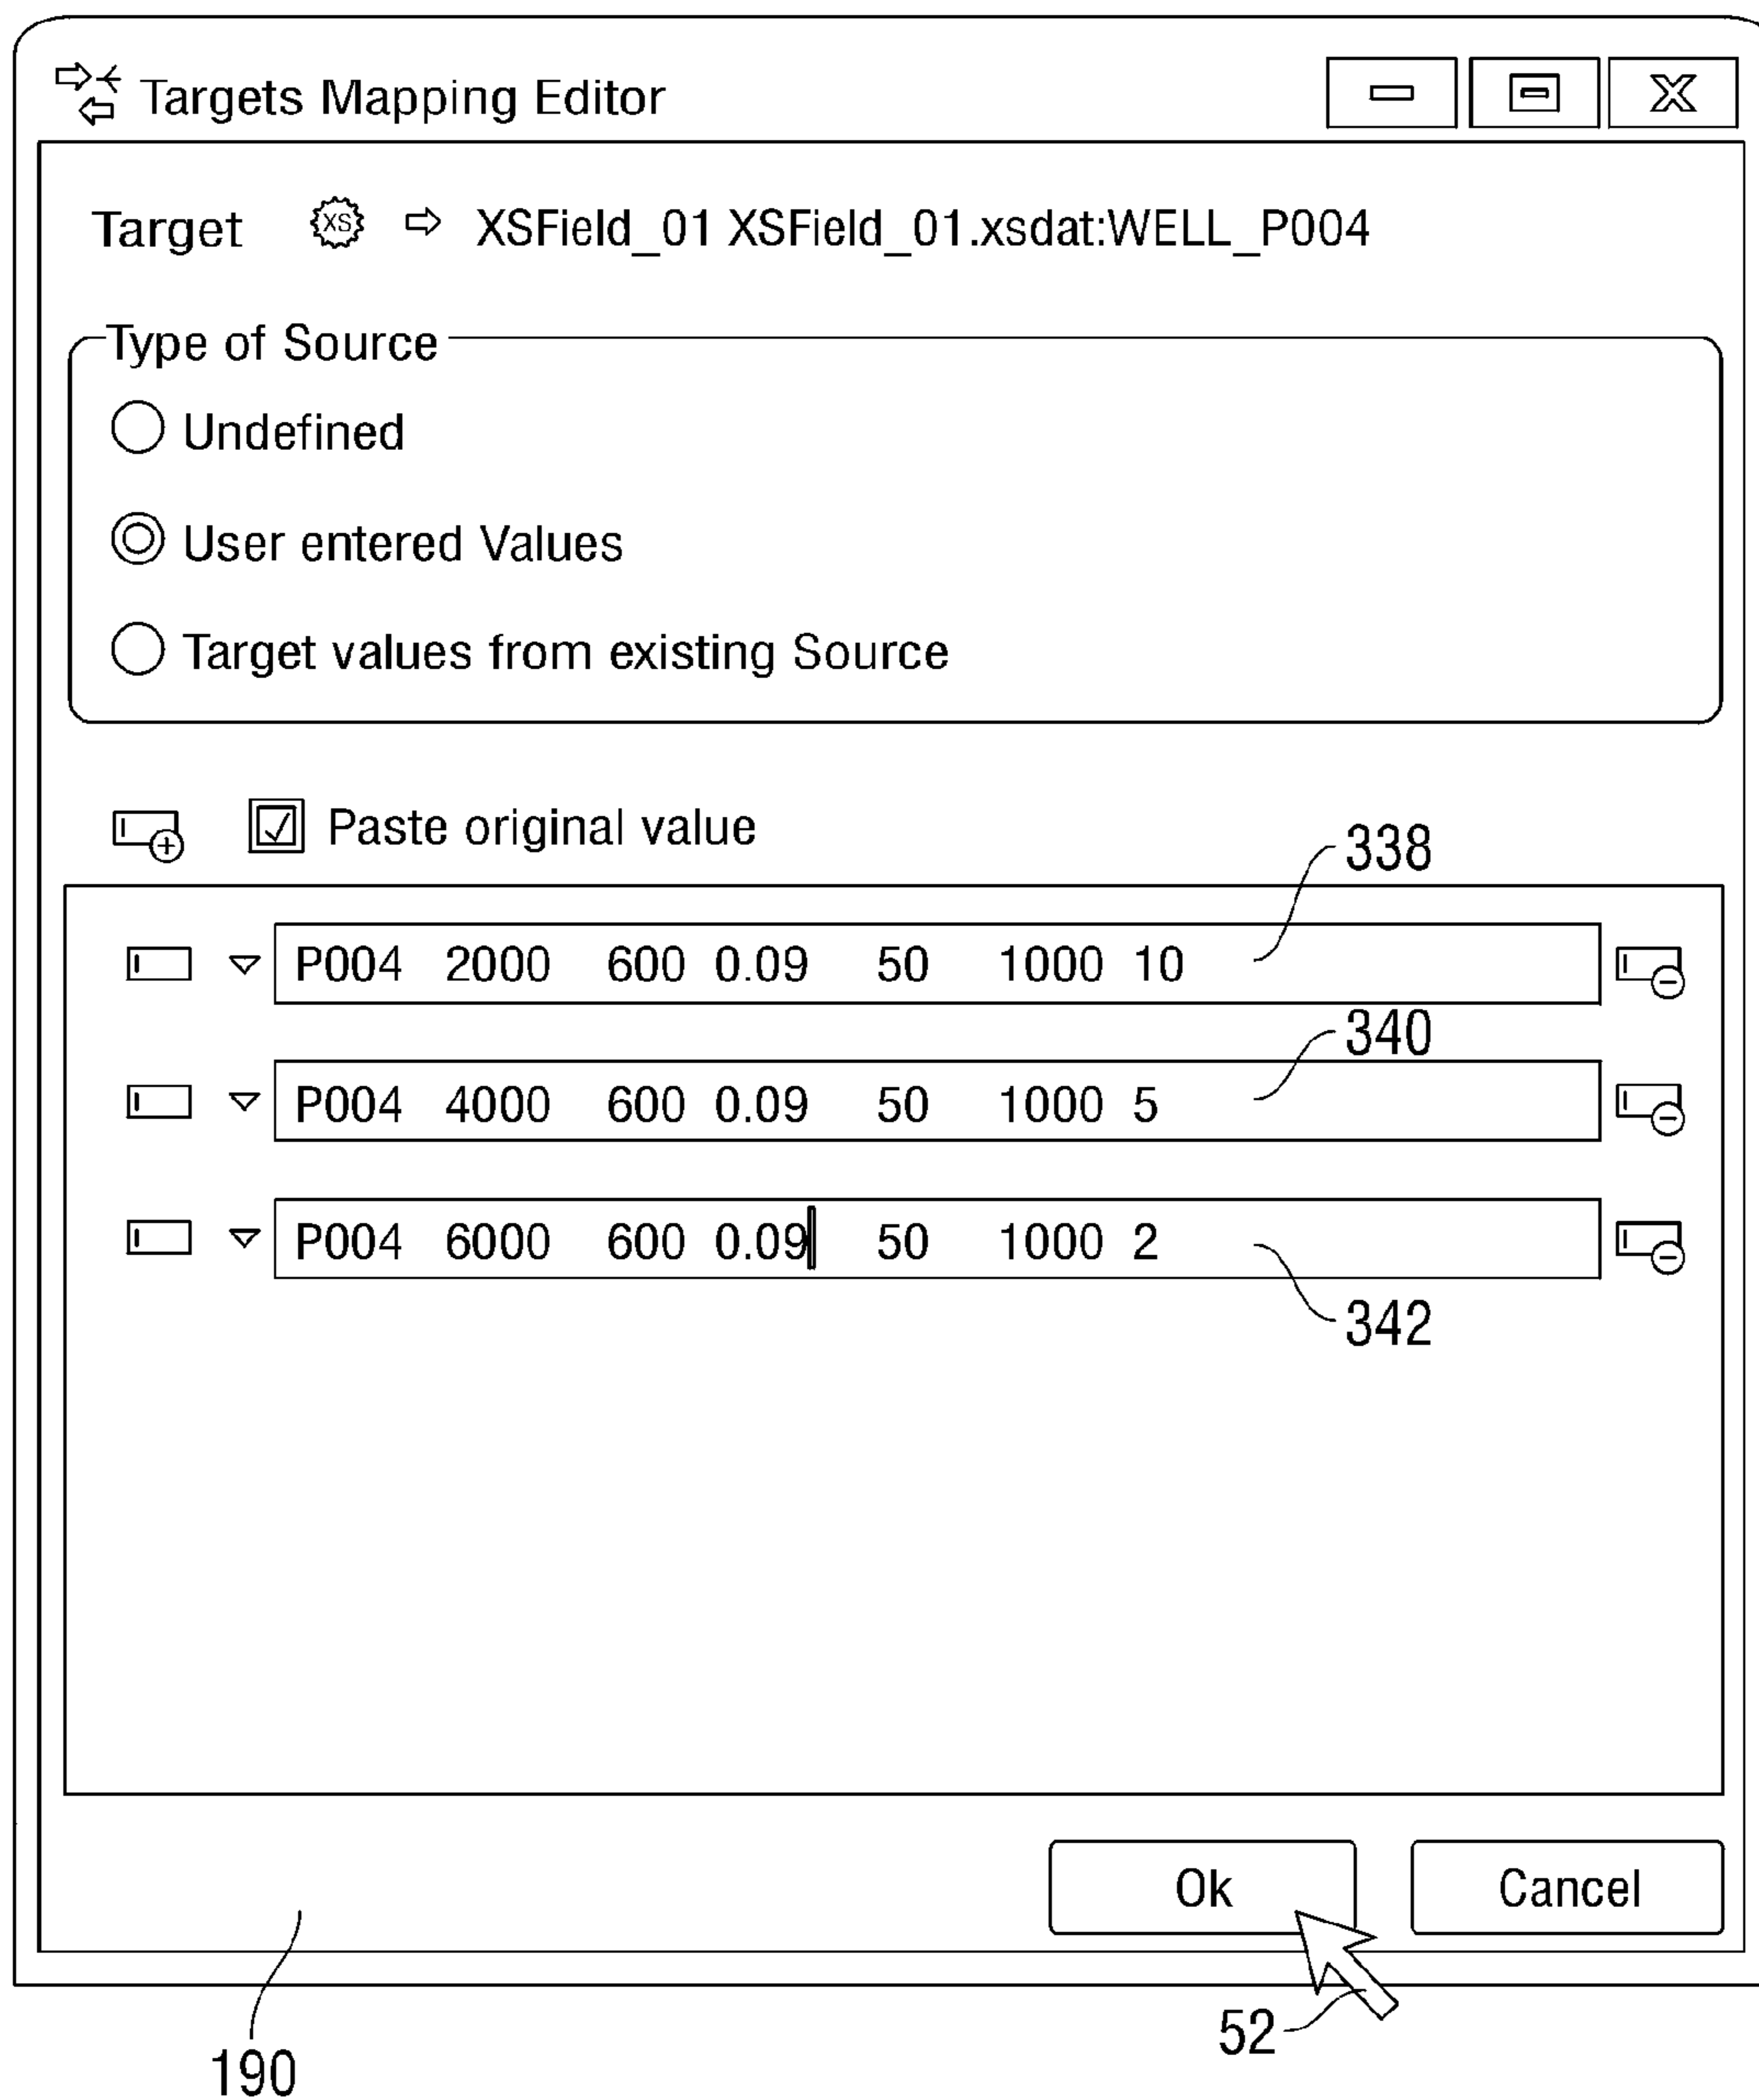 Targets Mapping Editor
Target XS XSField_01 XSField_01.xsdat:WELL_P004
Type of Source
Undefined
User entered Values
Target values from existing Source
Paste original value
338
P004 2000 600 0.09 50 1000 10
340
P004 4000 600 0.09 50 1000 5
P004 6000 600 0.09 50 1000 2
342
Ok Cancel
52
190